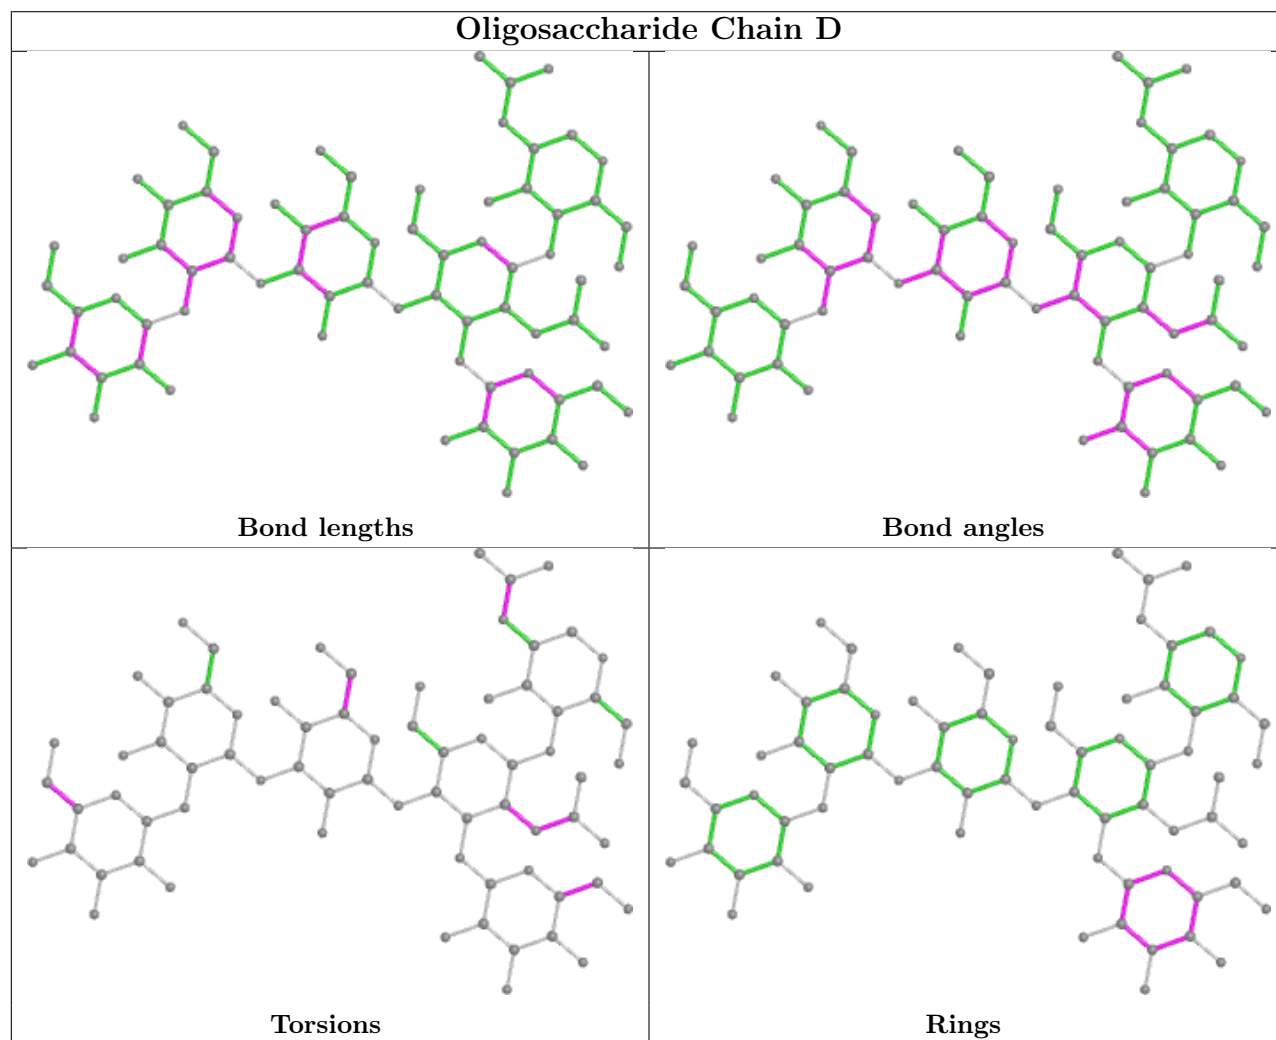 Oligosaccharide Chain D
Bond lengths
Bond angles
Torsions
Rings